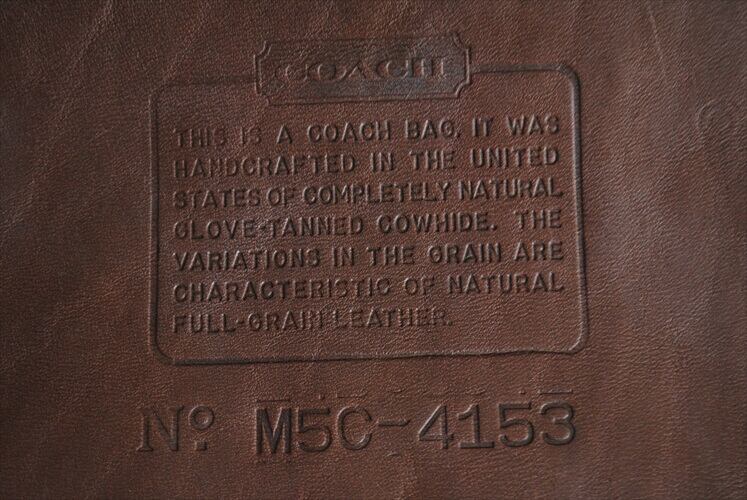 COACH
THIS IS A COACH BAG. IT WAS
HANDCRAFTED IN THE UNITED
STATES OF COMPLETELY NATURAL
GLOVE-TANNED COWHIDE. THE
VARIATIONS IN THE GRAIN ARE
CHARACTERISTIC OF NATURAL
FULL-GRAIN LEATHER.
Nº M5C-4153